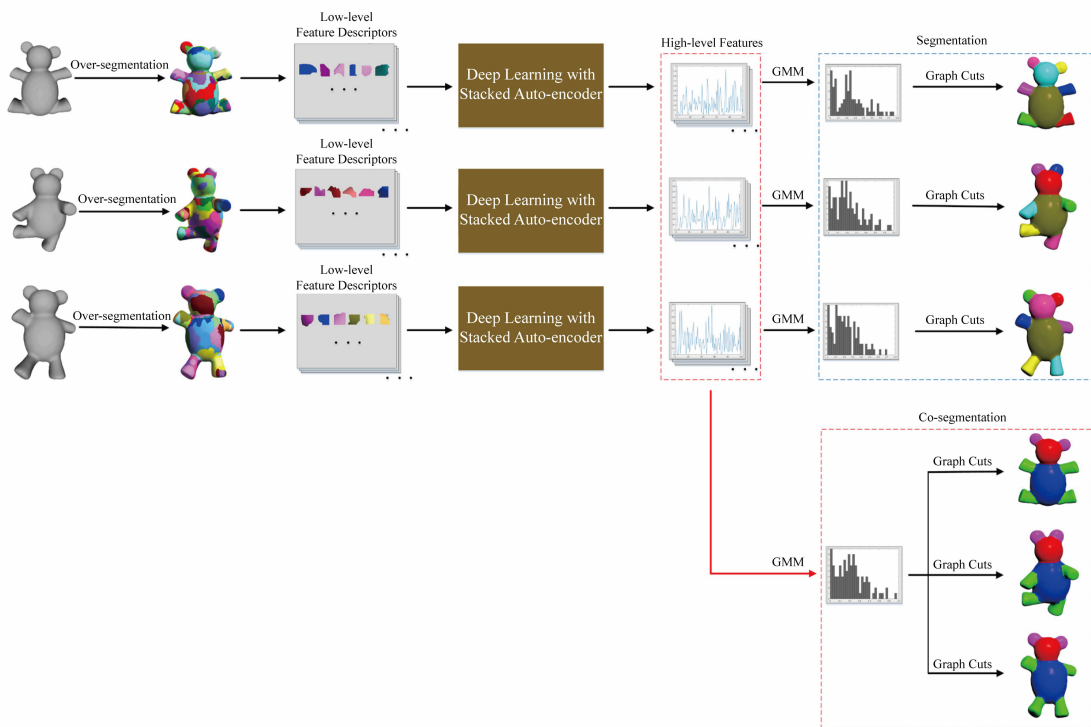 Low-level
Feature Descriptors
High-level Features
Segmentation
Over-segmentation
Deep Learning with
Stacked Auto-encoder
GMM
Graph Cuts
. . .
. . .
. . .
Low-level
Feature Descriptors
Over-segmentation
Deep Learning with
Stacked Auto-encoder
GMM
Graph Cuts
. . .
. . .
. . .
Low-level
Feature Descriptors
Over-segmentation
Deep Learning with
Stacked Auto-encoder
GMM
Graph Cuts
. . .
. . .
. . .
Co-segmentation
Graph Cuts
GMM
Graph Cuts
Graph Cuts